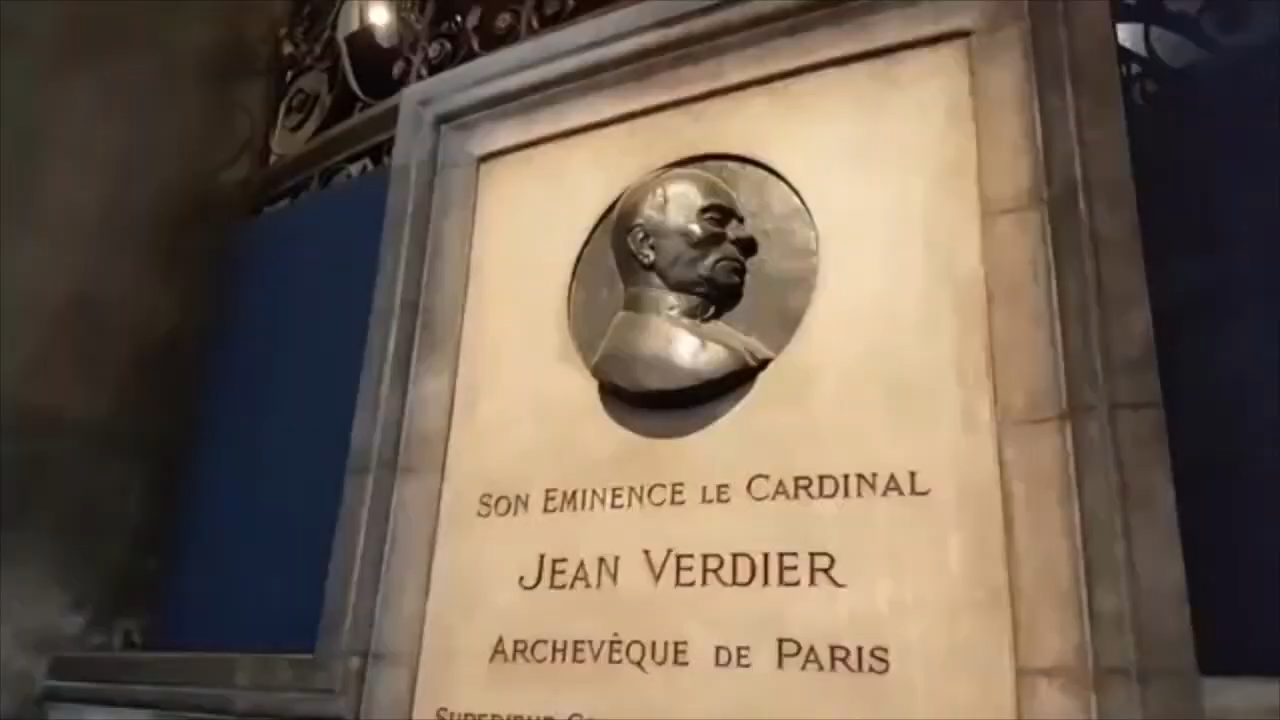 SON EMINENCE LE CARDINAL
JEAN VERDIER
ARCHEVÊQUE DE PARIS